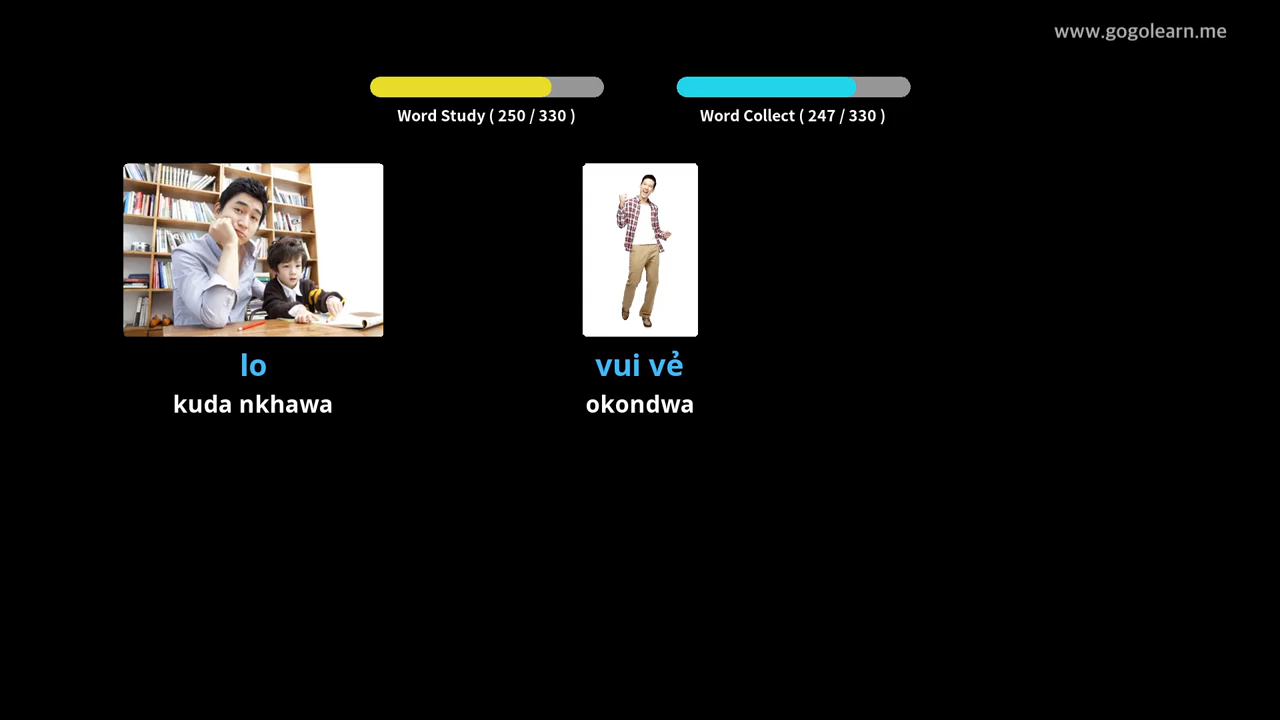 www.gogolearn.me
Word Study ( 250 / 330 )
Word Collect ( 247 / 330 )
lo
kuda nkhawa
vui vẻ
okondwa